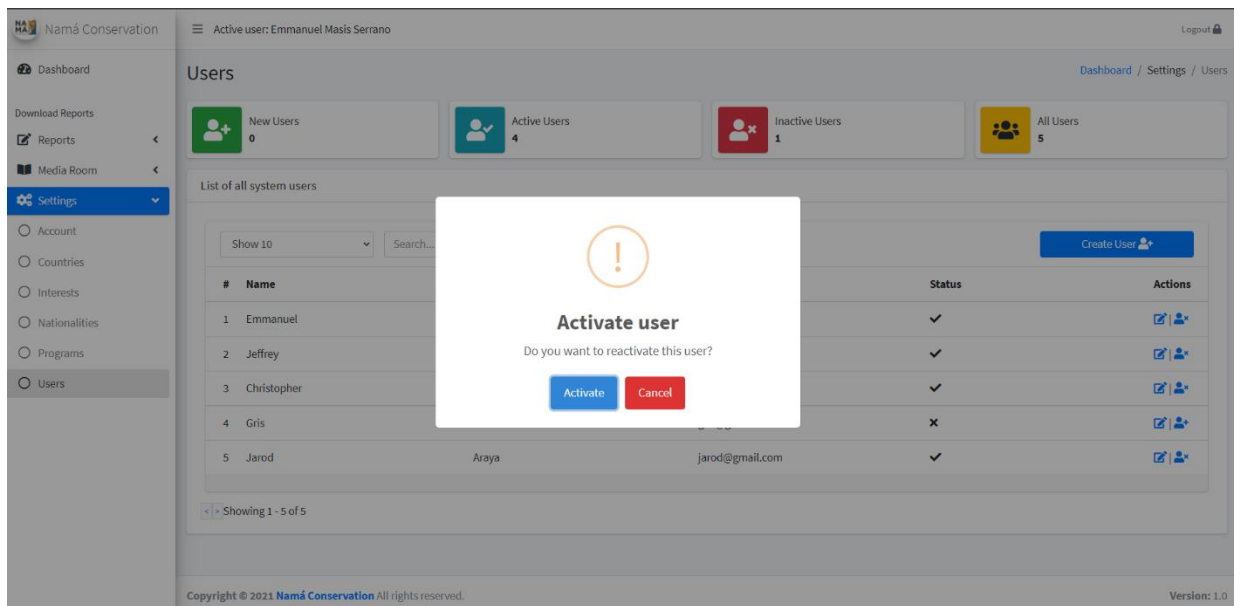 NA
MÁ
Namá Conservation
Active user: Emmanuel Masis Serrano
Logout
Dashboard
Users
Dashboard / Settings / Users
Download Reports
Reports
Media Room
Settings
Account
Countries
Interests
Nationalities
Programs
Users
New Users
0
Active Users
4
Inactive Users
1
All Users
5
List of all system users
Show 10
Search...
Create User
# Name Status Actions
1 Emmanuel
2 Jeffrey
3 Christopher
4 Gris
5 Jarod Araya jarod@gmail.com
!
Activate user
Do you want to reactivate this user?
Activate Cancel
< > Showing 1 - 5 of 5
Copyright © 2021 Namá Conservation All rights reserved.
Version: 1.0